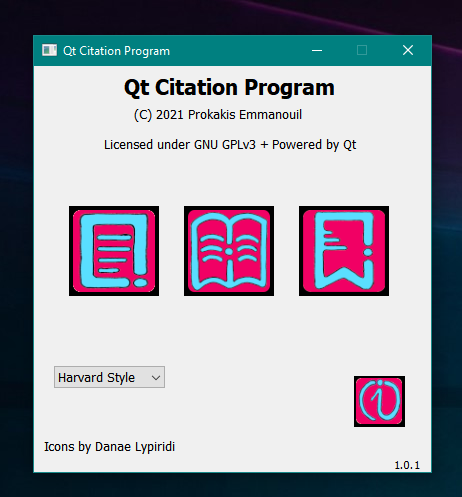 Qt Citation Program
Qt Citation Program
(C) 2021 Prokakis Emmanouil
Licensed under GNU GPLv3 + Powered by Qt
Harvard Style
i
Icons by Danae Lypiridi
1.0.1